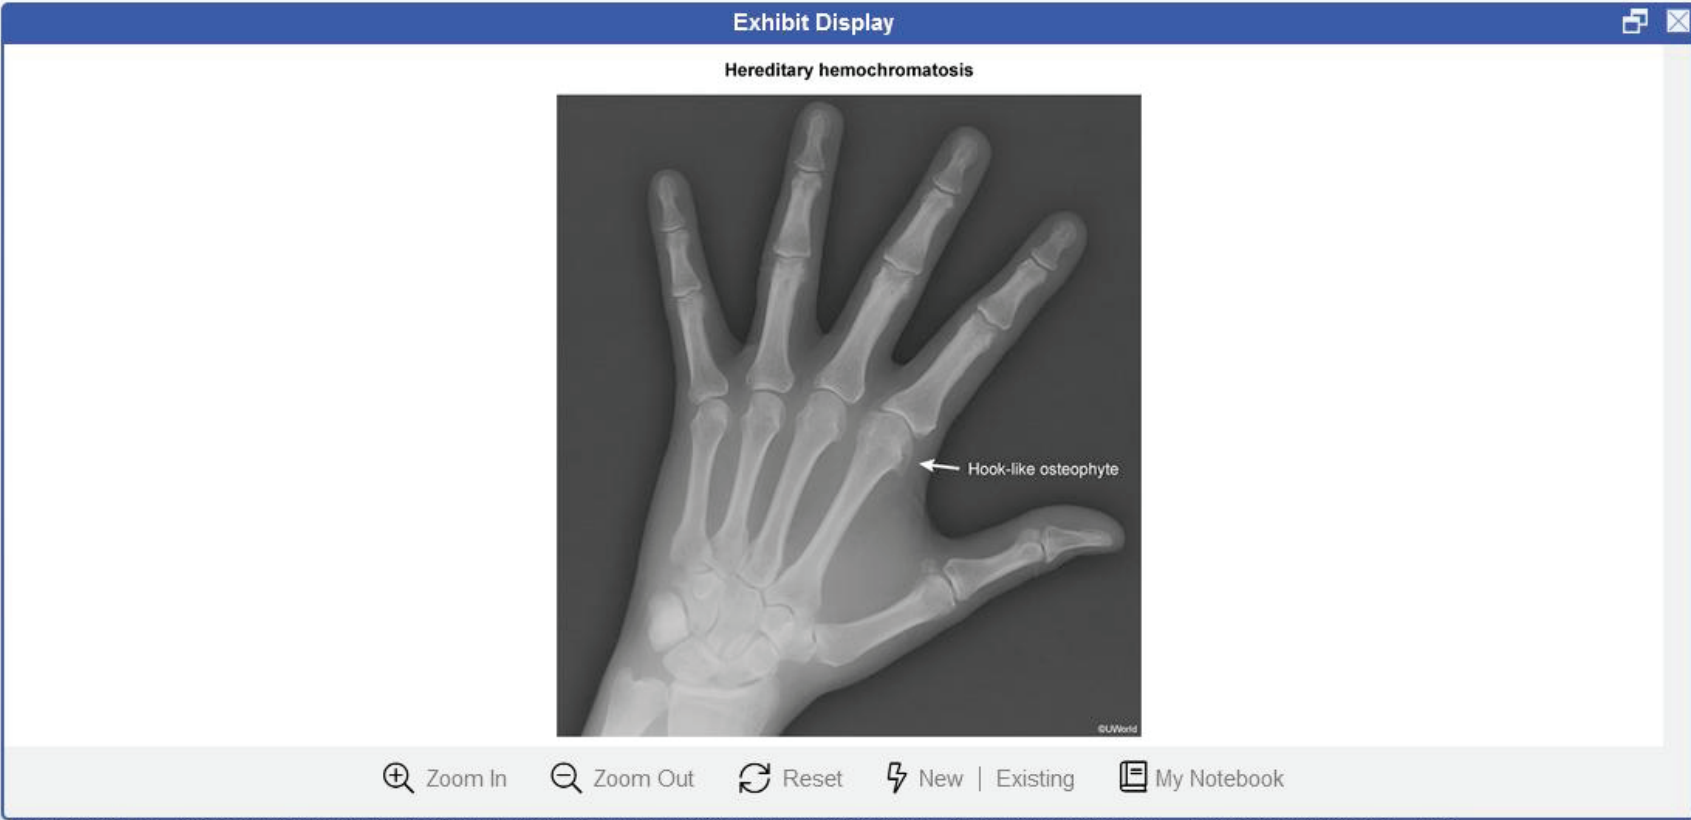 Exhibit Display
Hereditary hemochromatosis
Hook-like osteophyte
©UWorld
Zoom In
Zoom Out
Reset
New | Existing
My Notebook